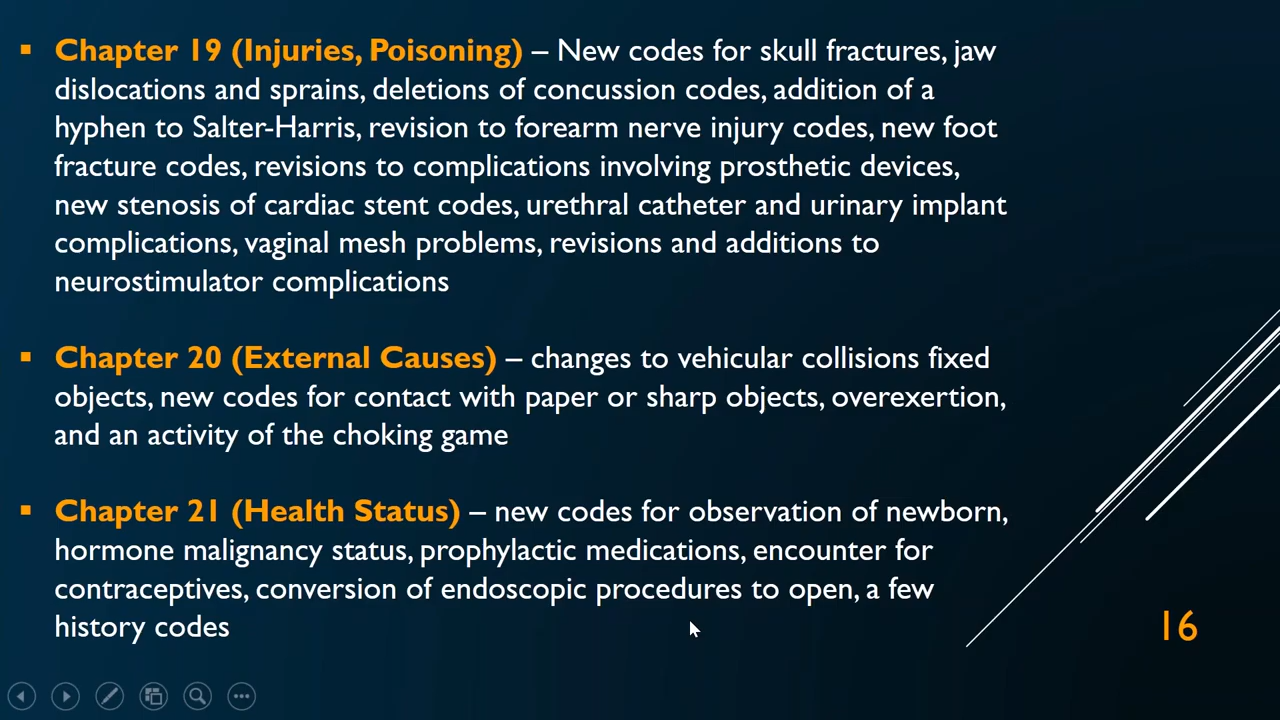 ▪ Chapter 19 (Injuries, Poisoning) – New codes for skull fractures, jaw
dislocations and sprains, deletions of concussion codes, addition of a
hyphen to Salter-Harris, revision to forearm nerve injury codes, new foot
fracture codes, revisions to complications involving prosthetic devices,
new stenosis of cardiac stent codes, urethral catheter and urinary implant
complications, vaginal mesh problems, revisions and additions to
neurostimulator complications
▪ Chapter 20 (External Causes) – changes to vehicular collisions fixed
objects, new codes for contact with paper or sharp objects, overexertion,
and an activity of the choking game
▪ Chapter 21 (Health Status) – new codes for observation of newborn,
hormone malignancy status, prophylactic medications, encounter for
contraceptives, conversion of endoscopic procedures to open, a few
history codes
16